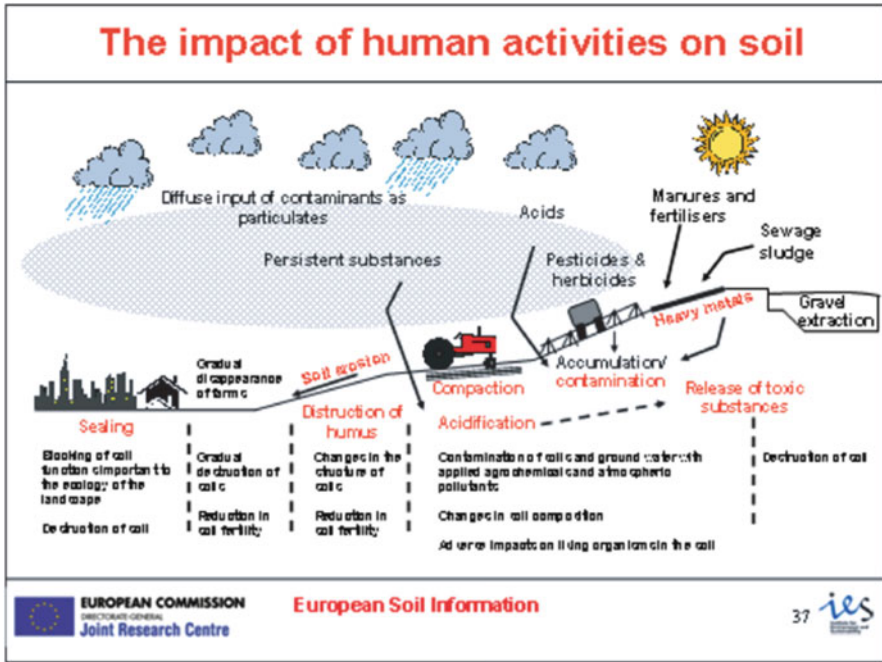 The impact of human activities on soil
Diffuse input of contaminants as
particulates
Persistent substances
Acids
Pesticides &
herbicides
Manures and
fertilisers
Sewage
sludge
Heavy metals
Gravel
extraction
Gradual
disappearance
of farms
Soil erosion
Compaction
Accumulation/
contamination
Release of toxic
substances
Sealing
Distruction of
humus
Acidification
Blocking of soil
functions important to
the ecology of the
landscape
Destruction of soil
Gradual
destruction of
soils
Reduction in
soil fertility
Changes in the
structure of
soils
Reduction in
soil fertility
Contamination of soils and ground water with
applied agrochemicals and atmospheric
pollutants
Changes in soil composition
Adverse impacts on living organisms in the soil
Destruction of soil
EUROPEAN COMMISSION
DIRECTORATE-GENERAL
Joint Research Centre
European Soil Information
37
ies
Institute for
Environment and
Sustainability